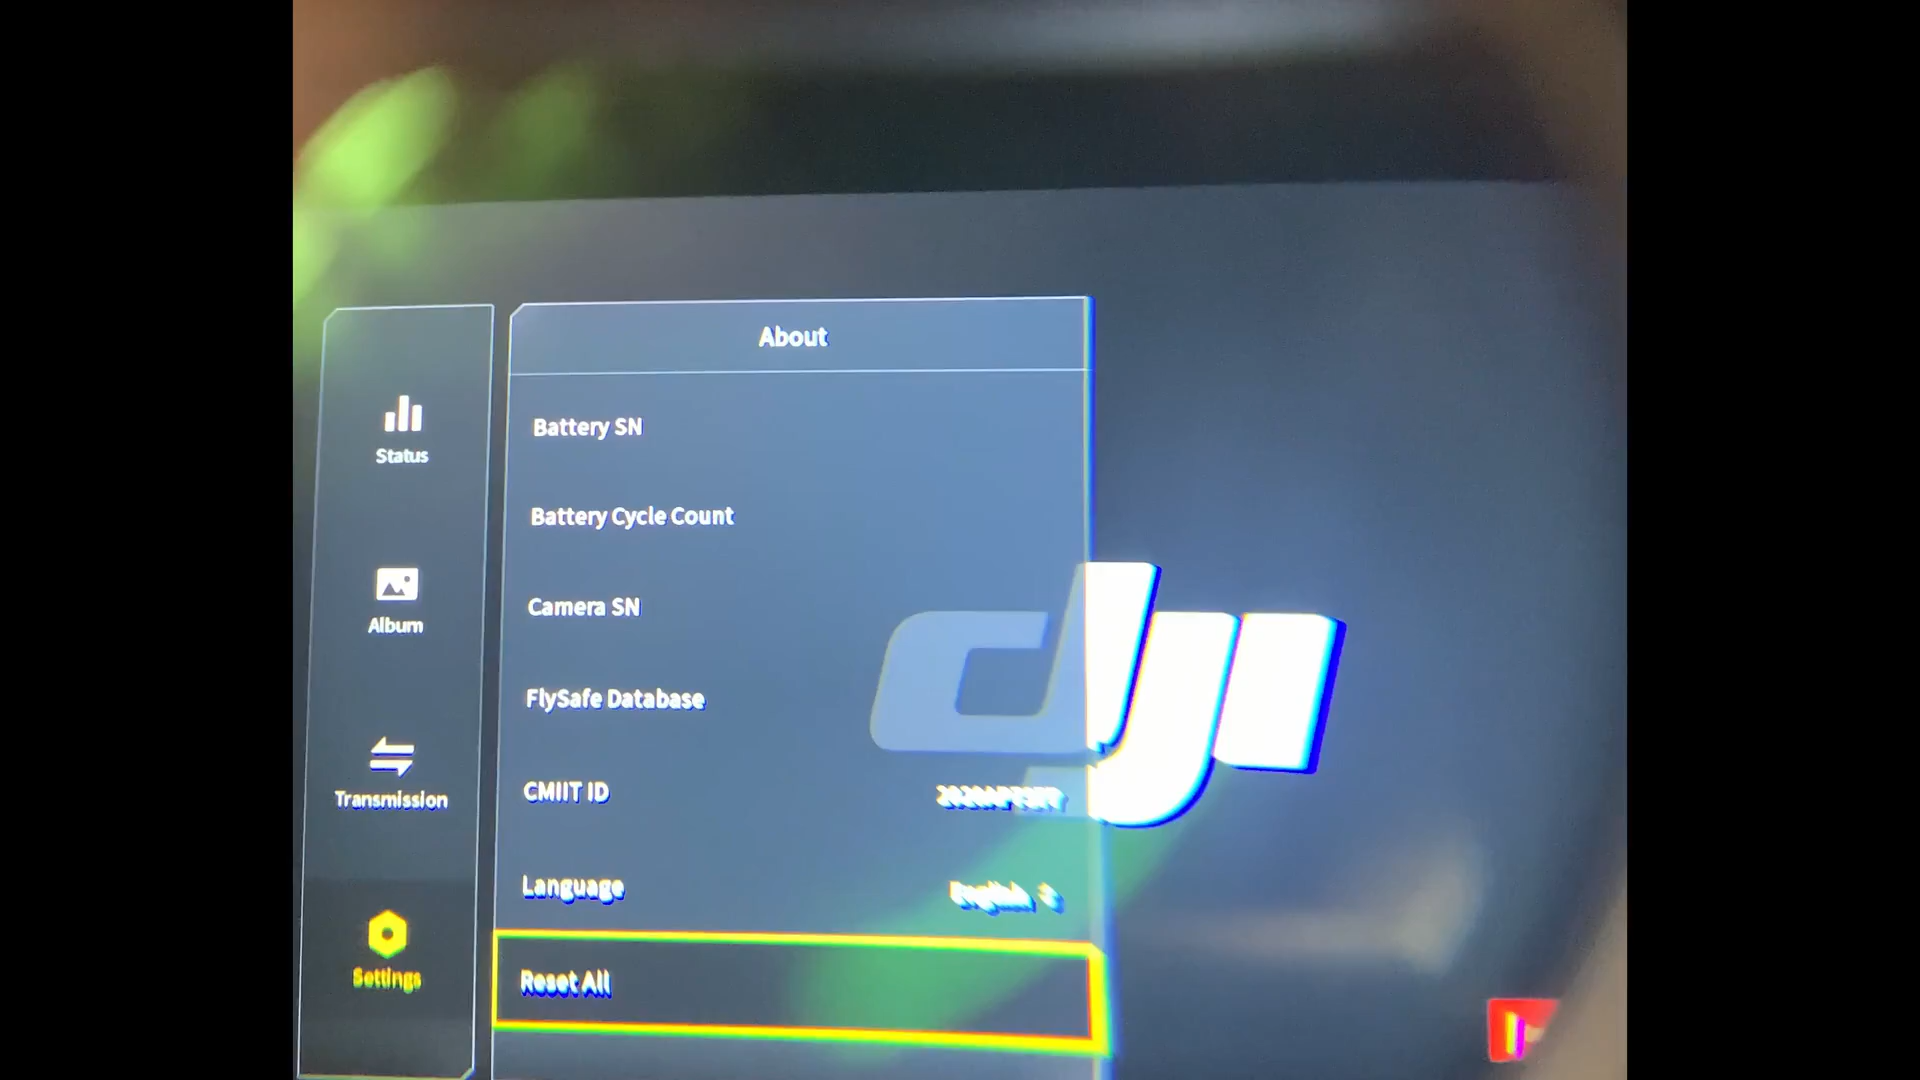 About
Status
Battery SN
Battery Cycle Count
Album
Camera SN
FlySafe Database
Transmission
CMIIT ID
Language English
Settings
Reset All
dji